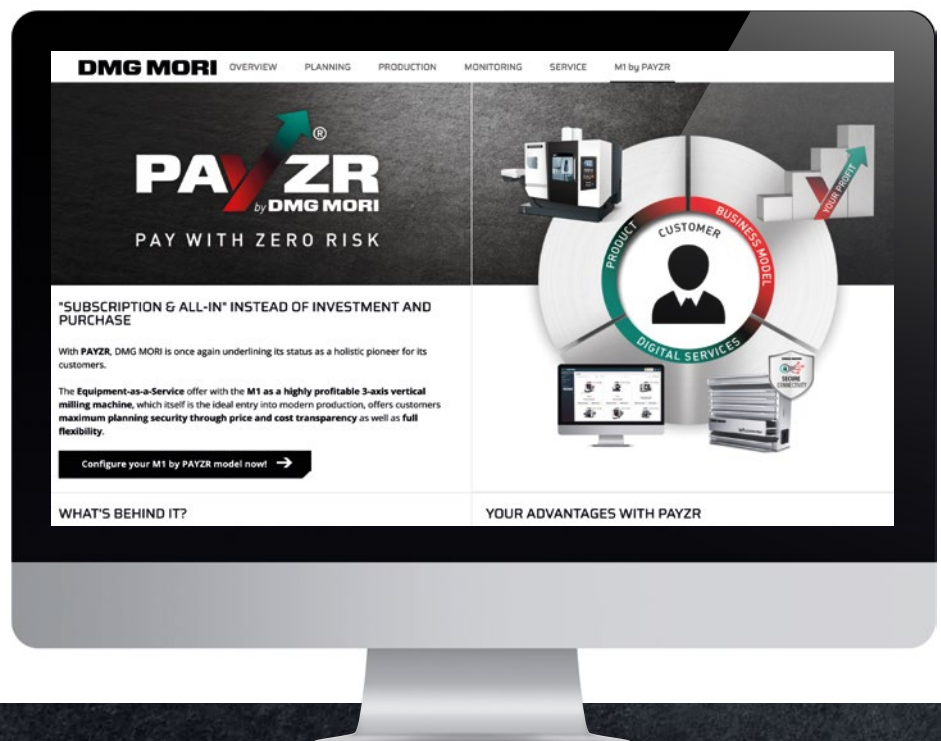 DMG MORI OVERVIEW PLANNING PRODUCTION MONITORING SERVICE M1 by PAYZR
PAYZR®
by DMG MORI
PAY WITH ZERO RISK
YOUR PROFIT
PRODUCT
BUSINESS MODEL
CUSTOMER
DIGITAL SERVICES
SECURE
CONNECTIVITY
"SUBSCRIPTION & ALL-IN" INSTEAD OF INVESTMENT AND
PURCHASE
With PAYZR, DMG MORI is once again underlining its status as a holistic pioneer for its
customers.
The Equipment-as-a-Service offer with the M1 as a highly profitable 3-axis vertical
milling machine, which itself is the ideal entry into modern production, offers customers
maximum planning security through price and cost transparency as well as full
flexibility.
Configure your M1 by PAYZR model now!
WHAT'S BEHIND IT?
YOUR ADVANTAGES WITH PAYZR